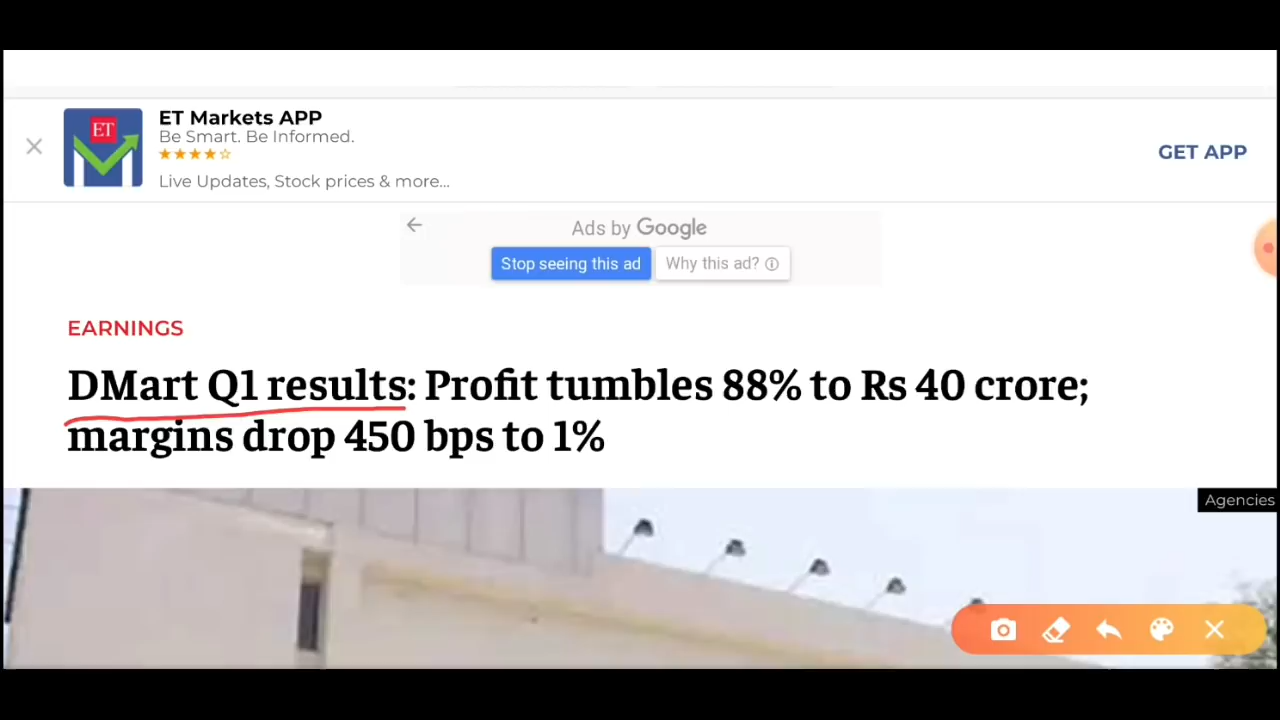 ET Markets APP
Be Smart. Be Informed.
Live Updates, Stock prices & more...
GET APP
ET
Ads by Google
Stop seeing this ad
Why this ad?
EARNINGS
DMart Q1 results: Profit tumbles 88% to Rs 40 crore;
margins drop 450 bps to 1%
Agencies